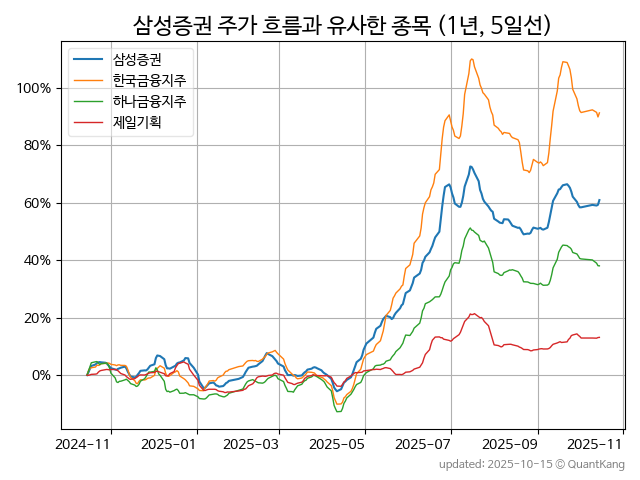 삼성증권 주가 흐름과 유사한 종목 (1년, 5일선)
삼성증권
한국금융지주
하나금융지주
제일기획
100%
80%
60%
40%
20%
0%
2024-11 2025-01 2025-03 2025-05 2025-07 2025-09 2025-11
updated: 2025-10-15 © QuantKang